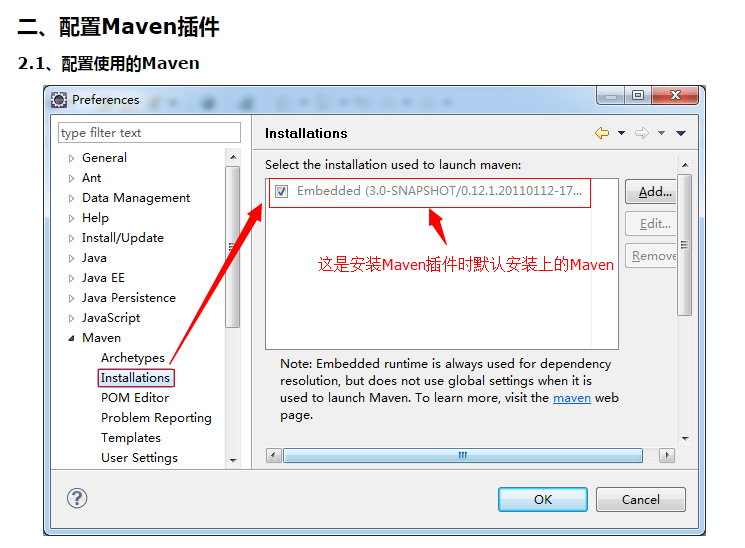 二、配置Maven插件
2.1、配置使用的Maven
Preferences
type filter text
General
Ant
Data Management
Help
Install/Update
Java
Java EE
Java Persistence
JavaScript
Maven
Archetypes
Installations
POM Editor
Problem Reporting
Templates
User Settings
Installations
Select the installation used to launch maven:
Embedded (3.0-SNAPSHOT/0.12.1.20110112-17...
Add...
Edit...
Remove
这是安装Maven插件时默认安装上的Maven
Note: Embedded runtime is always used for dependency
resolution, but does not use global settings when it is
used to launch Maven. To learn more, visit the maven web
page.
?
OK
Cancel